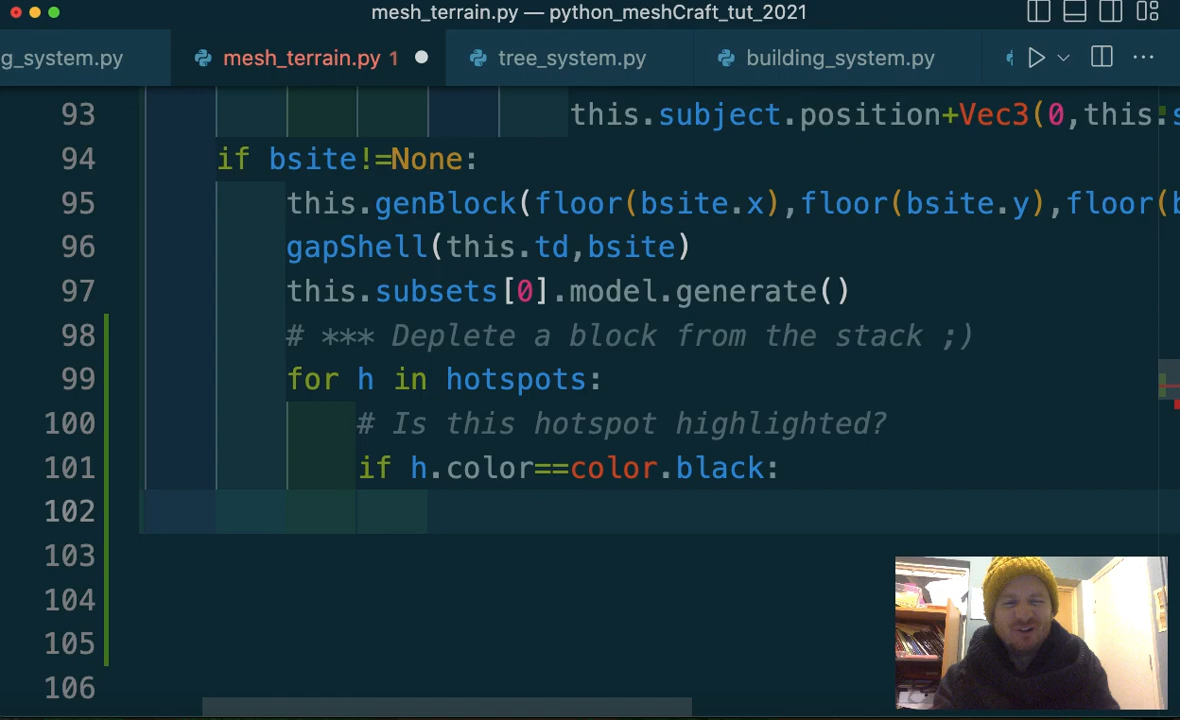 mesh_terrain.py — python_meshCraft_tut_2021
g_system.py mesh_terrain.py 1 tree_system.py building_system.py
93 this.subject.position+Vec3(0,this.s
94 if bsite!=None:
95 this.genBlock(floor(bsite.x),floor(bsite.y),floor(b
96 gapShell(this.td,bsite)
97 this.subsets[0].model.generate()
98 # *** Deplete a block from the stack ;)
99 for h in hotspots:
100 # Is this hotspot highlighted?
101 if h.color==color.black:
102
103
104
105
106